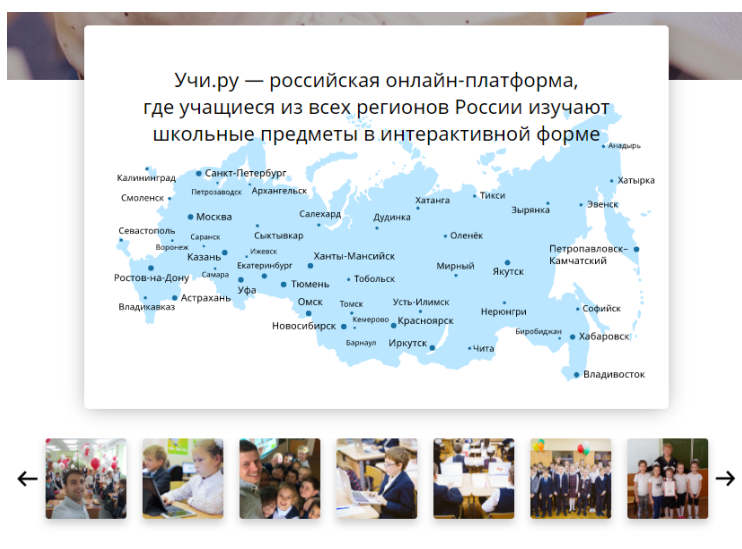 Учи.ру — российская онлайн-платформа,
где учащиеся из всех регионов России изучают
школьные предметы в интерактивной форме
Анадырь
Калининград
Санкт-Петербург
Хатырка
Петрозаводск
Архангельск
Смоленск
Тикси
Хатанга
Эвенск
Зырянка
Москва
Салехард
Дудинка
Севастополь
Саранск
Сыктывкар
Оленёк
Воронеж
Казань
Ижевск
Ханты-Мансийск
Петропавловск–
Камчатский
Екатеринбург
Мирный
Якутск
Ростов-на-Дону
Самара
Тобольск
Уфа
Тюмень
Астрахань
Владикавказ
Омск
Томск
Усть-Илимск
Нерюнгри
Софийск
Новосибирск
Кемерово
Красноярск
Биробиджан
Хабаровск
Барнаул
Иркутск
Чита
Владивосток